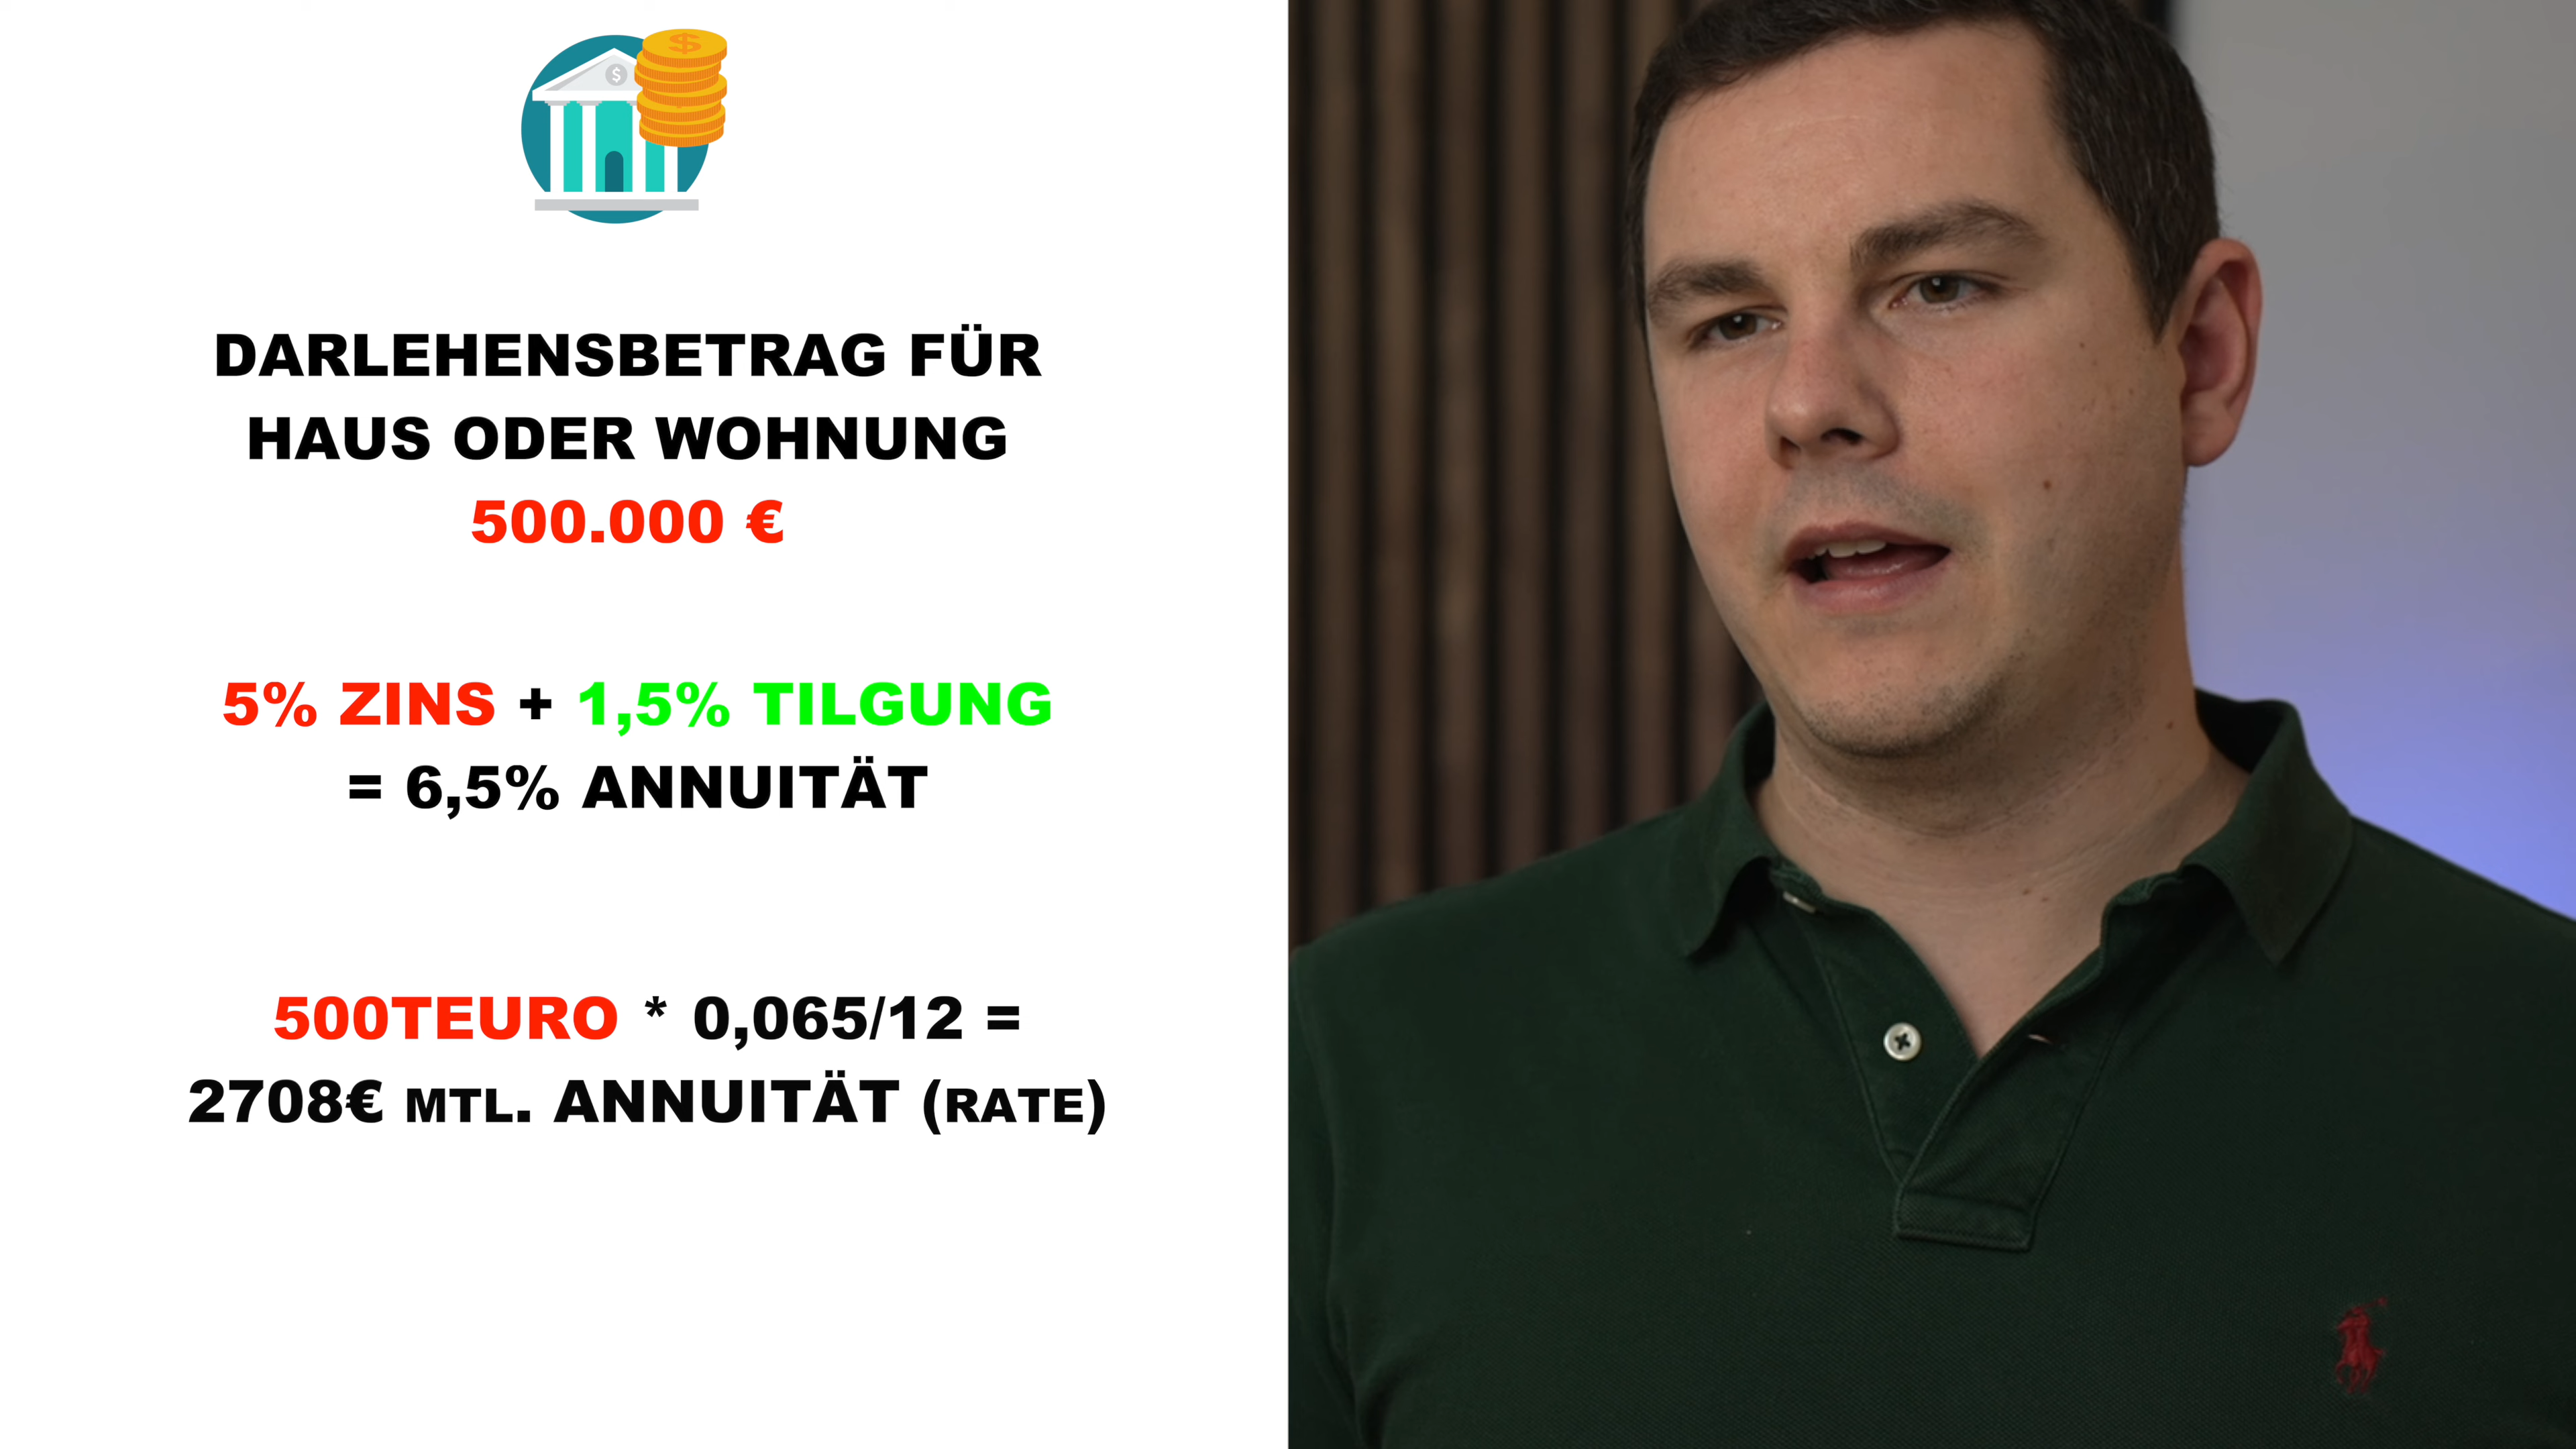 DARLEHENSBETRAG FÜR
HAUS ODER WOHNUNG
500.000 €
5% ZINS + 1,5% TILGUNG
= 6,5% ANNUITÄT
500TEURO * 0,065/12 =
2708€ MTL. ANNUITÄT (RATE)